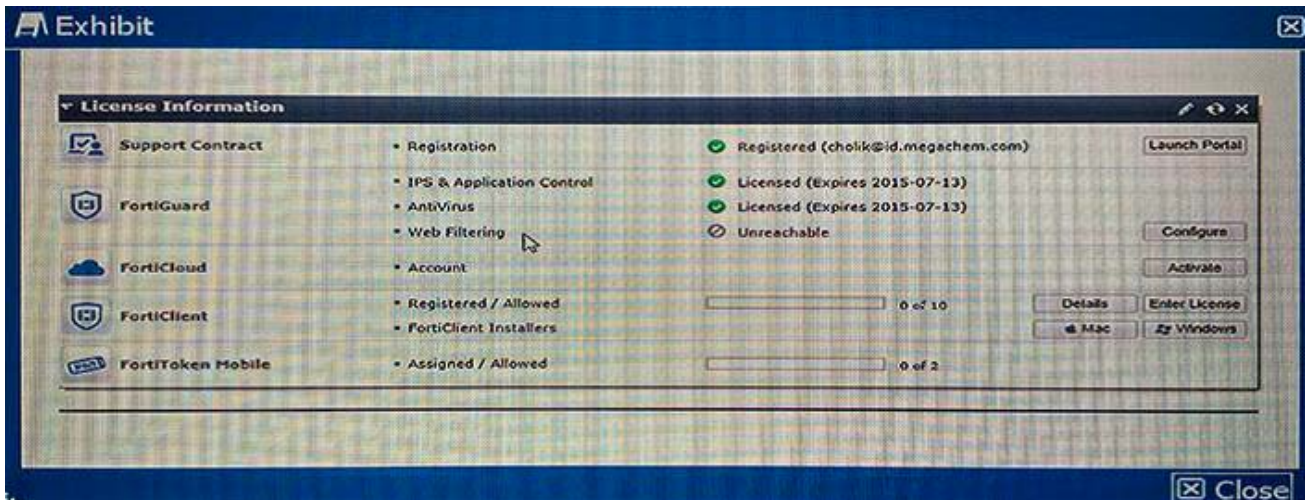 Exhibit
License Information
Support Contract • Registration Registered (cholik@id.megachem.com) Launch Portal
• IPS & Application Control Licensed (Expires 2015-07-13)
FortiGuard • AntiVirus Licensed (Expires 2015-07-13)
• Web Filtering Unreachable Configure
FortiCloud • Account Activate
• Registered / Allowed 0 of 10 Details Enter License
FortiClient
• FortiClient Installers Mac Windows
FortiToken Mobile • Assigned / Allowed 0 of 2
Close